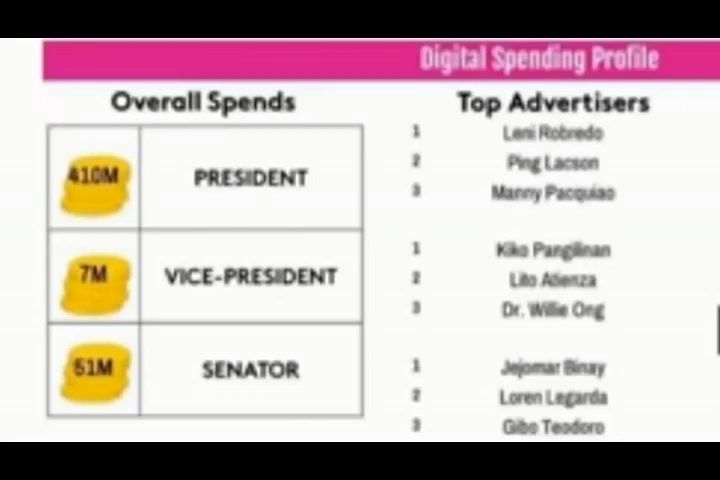 Digital Spending Profile
Overall Spends
410M PRESIDENT
7M VICE-PRESIDENT
51M SENATOR
Top Advertisers
1 Leni Robredo
2 Ping Lacson
3 Manny Pacquiao
1 Kiko Pangilinan
2 Lito Atienza
3 Dr. Willie Ong
1 Jejomar Binay
2 Loren Legarda
3 Gibo Teodoro